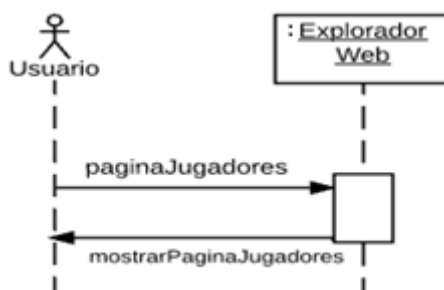 Usuario
: Explorador
Web
paginaJugadores
mostrarPaginaJugadores